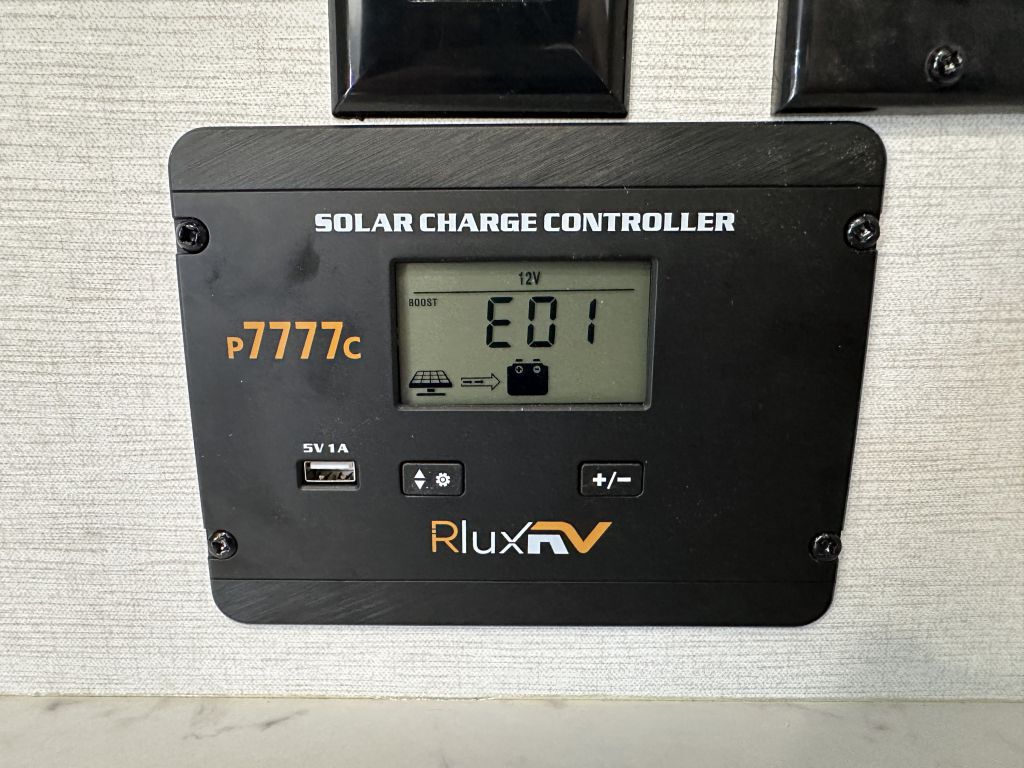 SOLAR CHARGE CONTROLLER
12V
BOOST
E01
P7777C
5V 1A
+/-
RluxRV